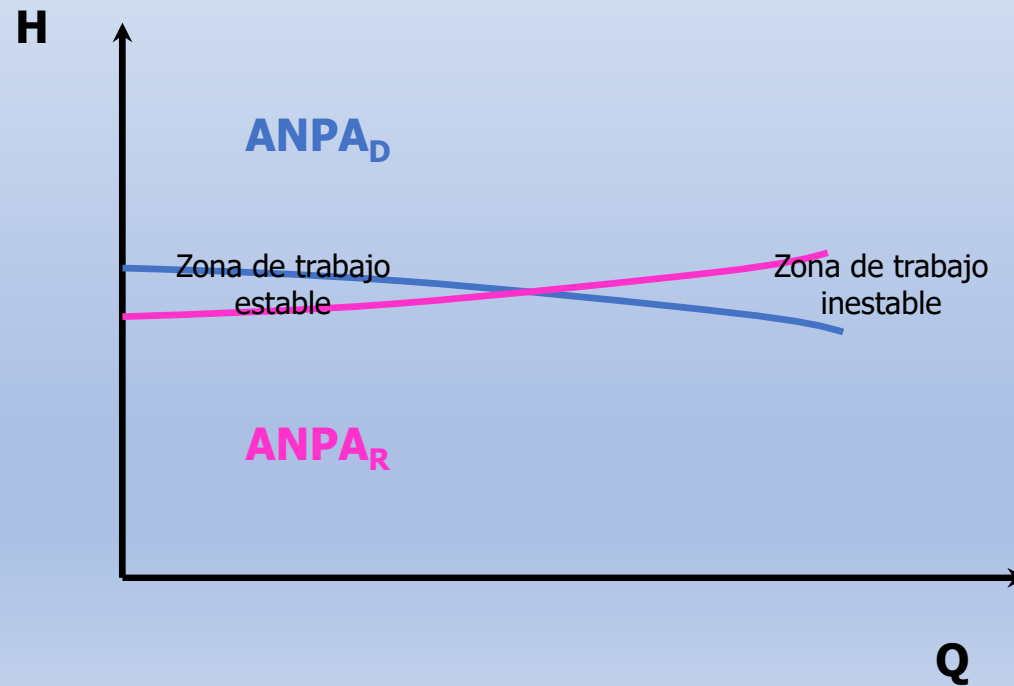 H
ANPA_D
Zona de trabajo
estable
Zona de trabajo
inestable
ANPA_R
Q